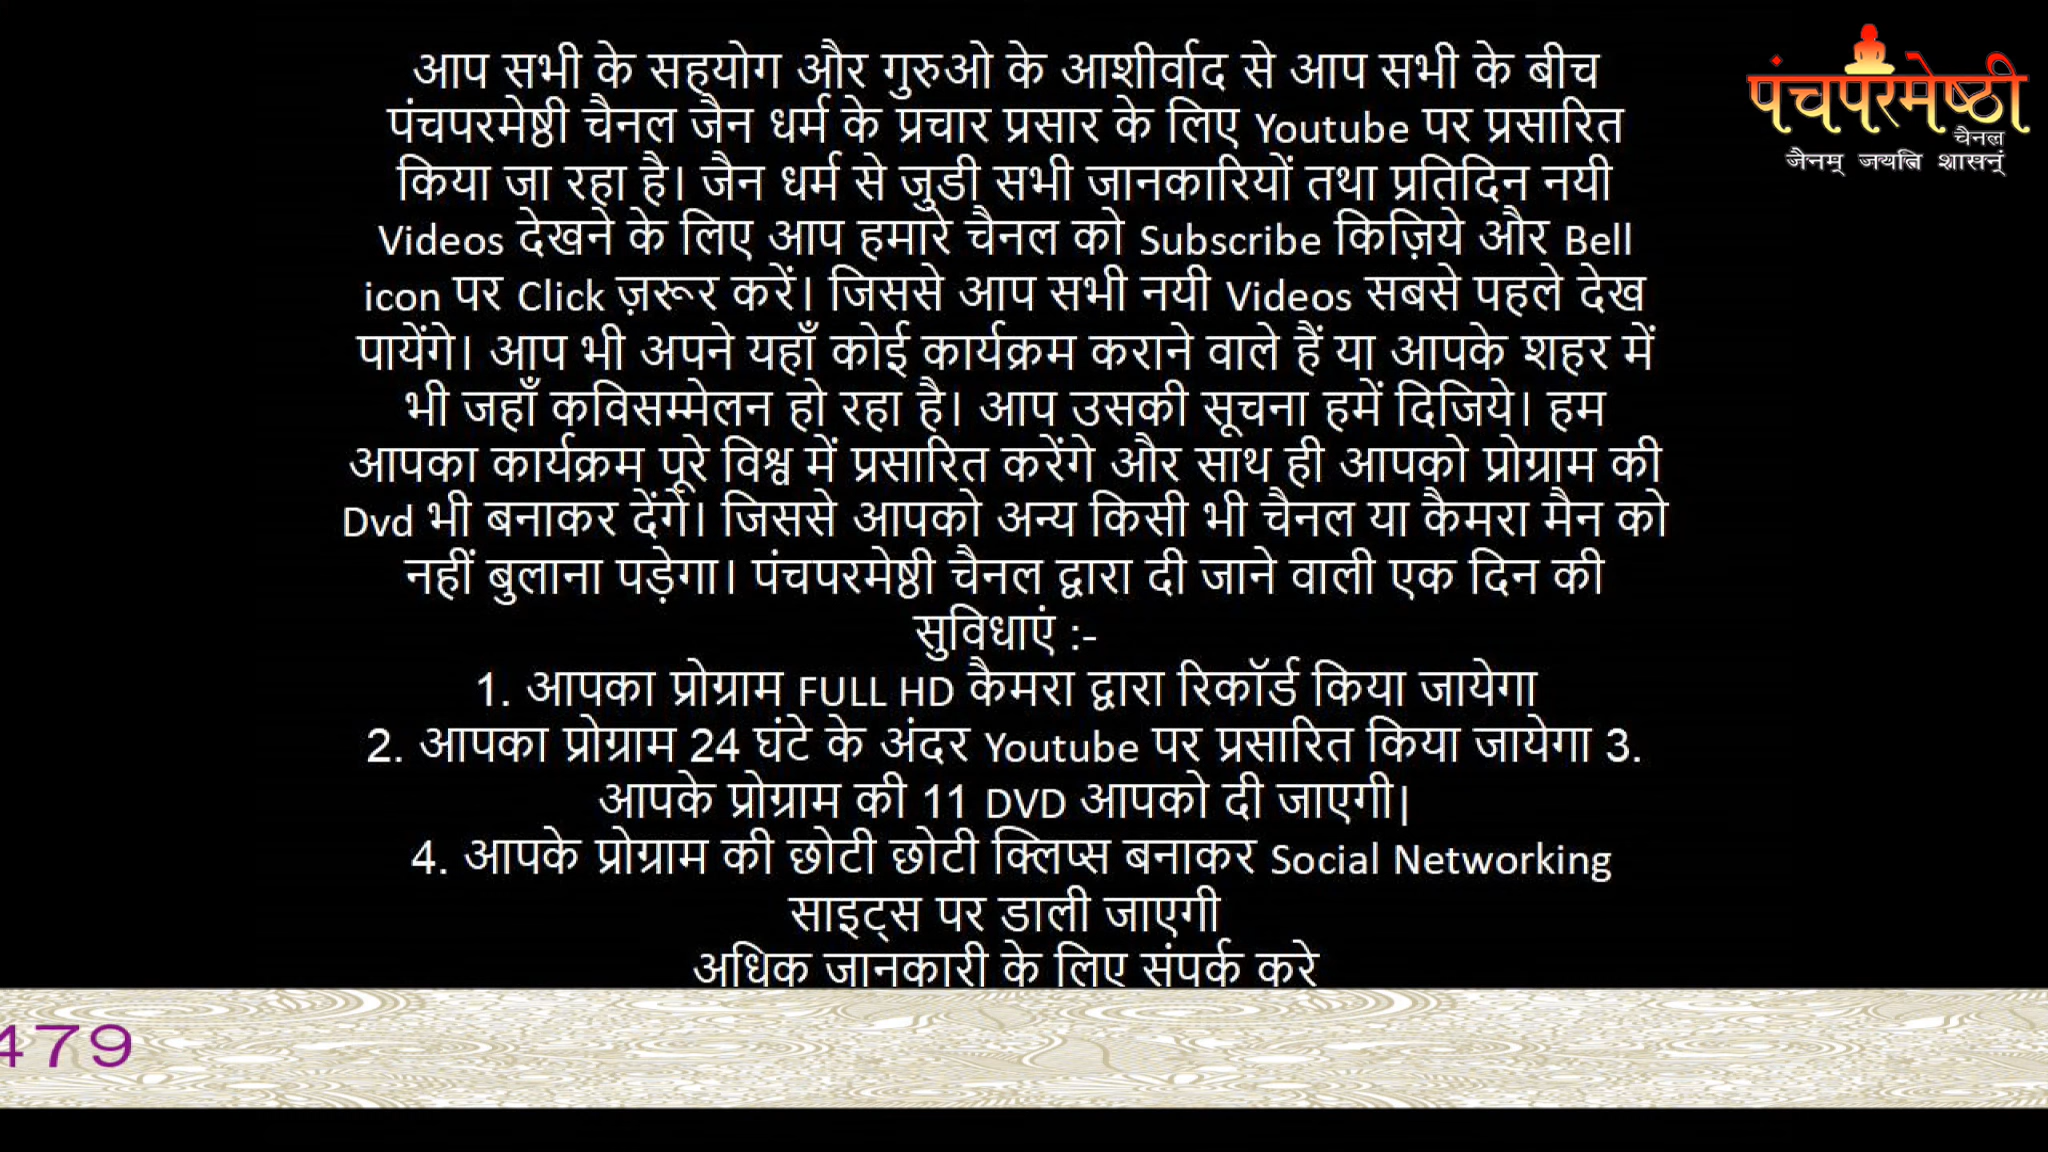 आप सभी के सहयोग और गुरुओ के आशीर्वाद से आप सभी के बीच
पंचपरमेष्ठी चैनल जैन धर्म के प्रचार प्रसार के लिए Youtube पर प्रसारित
किया जा रहा है। जैन धर्म से जुडी सभी जानकारियों तथा प्रतिदिन नयी
Videos देखने के लिए आप हमारे चैनल को Subscribe किज़िये और Bell
icon पर Click ज़रूर करें। जिससे आप सभी नयी Videos सबसे पहले देख
पायेंगे। आप भी अपने यहाँ कोई कार्यक्रम कराने वाले हैं या आपके शहर में
भी जहाँ कविसम्मेलन हो रहा है। आप उसकी सूचना हमें दिजिये। हम
आपका कार्यक्रम पूरे विश्व में प्रसारित करेंगे और साथ ही आपको प्रोग्राम की
Dvd भी बनाकर देंगे। जिससे आपको अन्य किसी भी चैनल या कैमरा मैन को
नहीं बुलाना पड़ेगा। पंचपरमेष्ठी चैनल द्वारा दी जाने वाली एक दिन की
सुविधाएं :-
1. आपका प्रोग्राम FULL HD कैमरा द्वारा रिकॉर्ड किया जायेगा
2. आपका प्रोग्राम 24 घंटे के अंदर Youtube पर प्रसारित किया जायेगा 3.
आपके प्रोग्राम की 11 DVD आपको दी जाएगी|
4. आपके प्रोग्राम की छोटी छोटी क्लिप्स बनाकर Social Networking
साइट्स पर डाली जाएगी
अधिक जानकारी के लिए संपर्क करे
पंचपरमेष्ठी
चैनल
जैनम् जयति शासनं
479